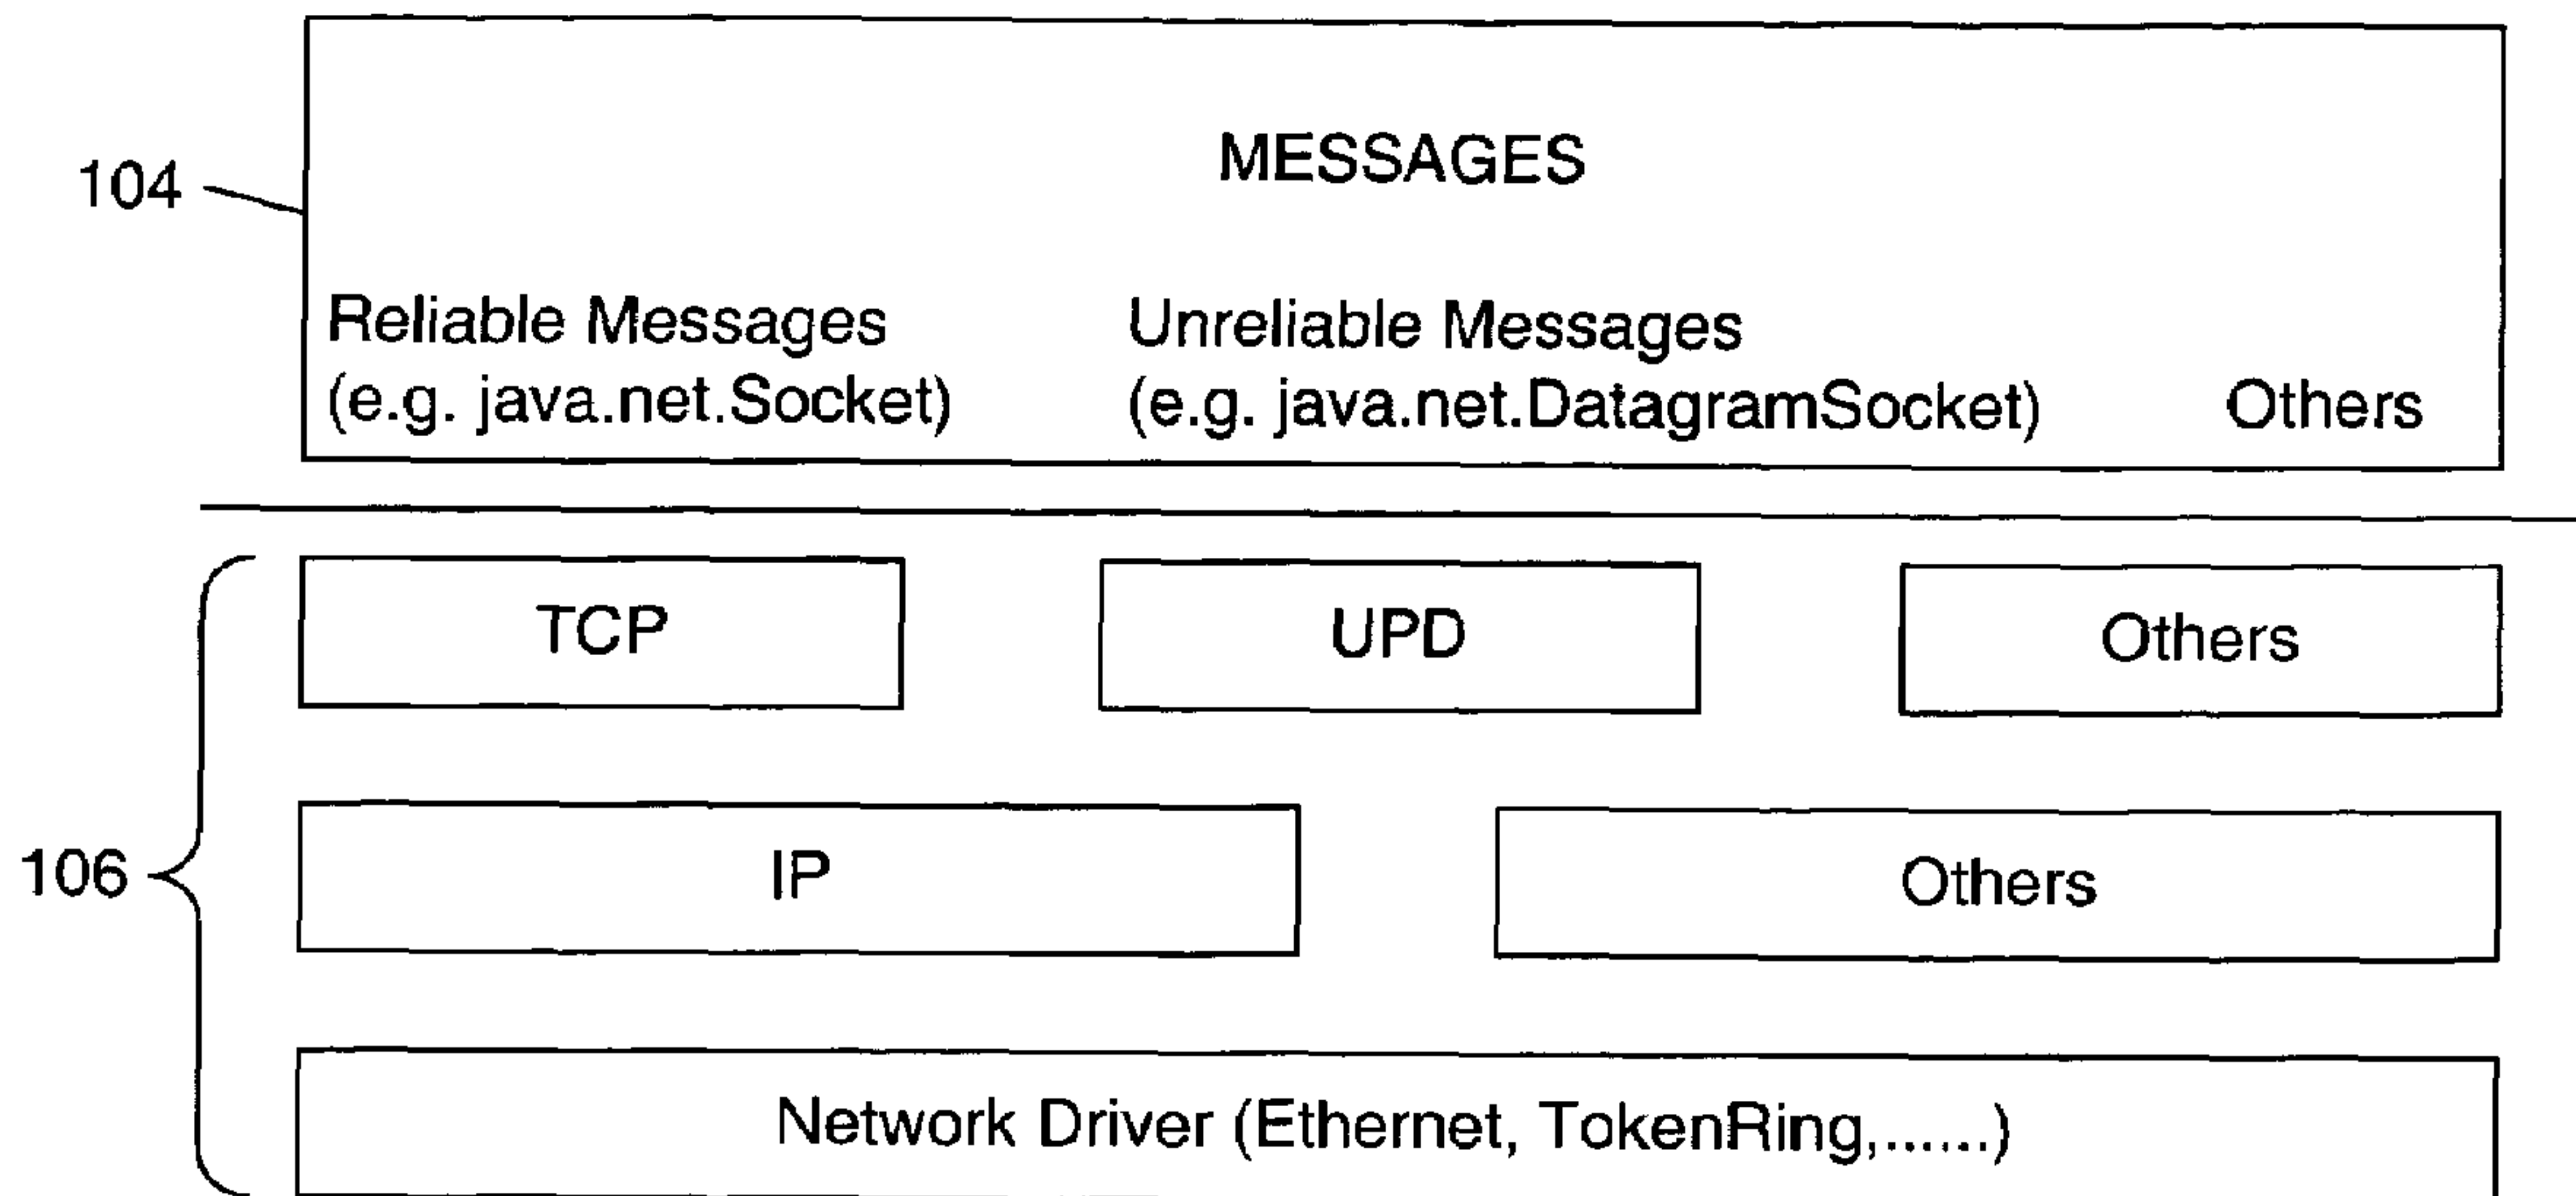 MESSAGES
104
Reliable Messages
(e.g. java.net.Socket)
Unreliable Messages
(e.g. java.net.DatagramSocket)
Others
TCP
UPD
Others
106
IP
Others
Network Driver (Ethernet, TokenRing,......)